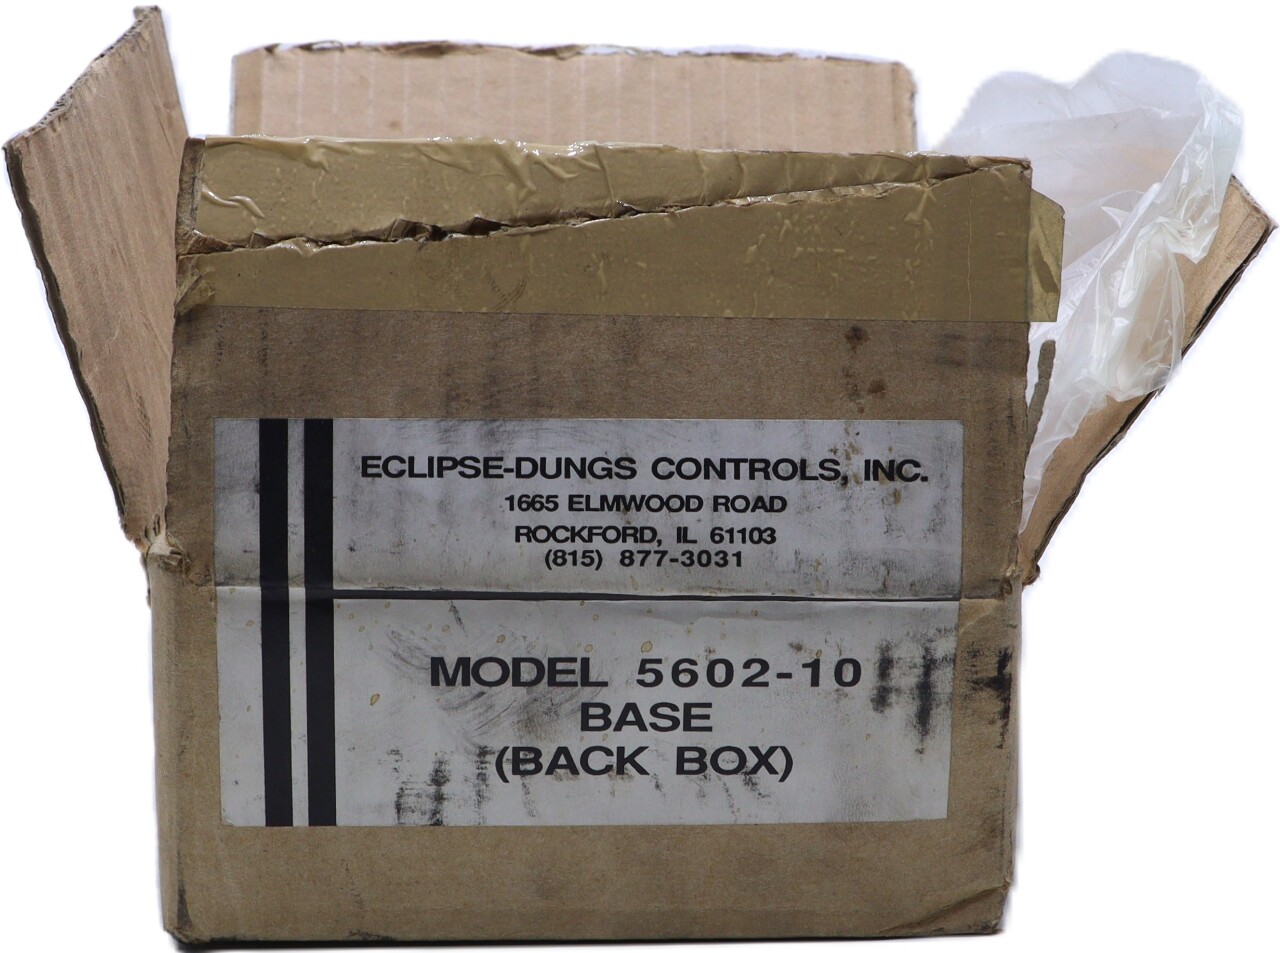 ECLIPSE-DUNGS CONTROLS, INC.
1665 ELMWOOD ROAD
ROCKFORD, IL 61103
(815) 877-3031
MODEL 5602-10
BASE
(BACK BOX)